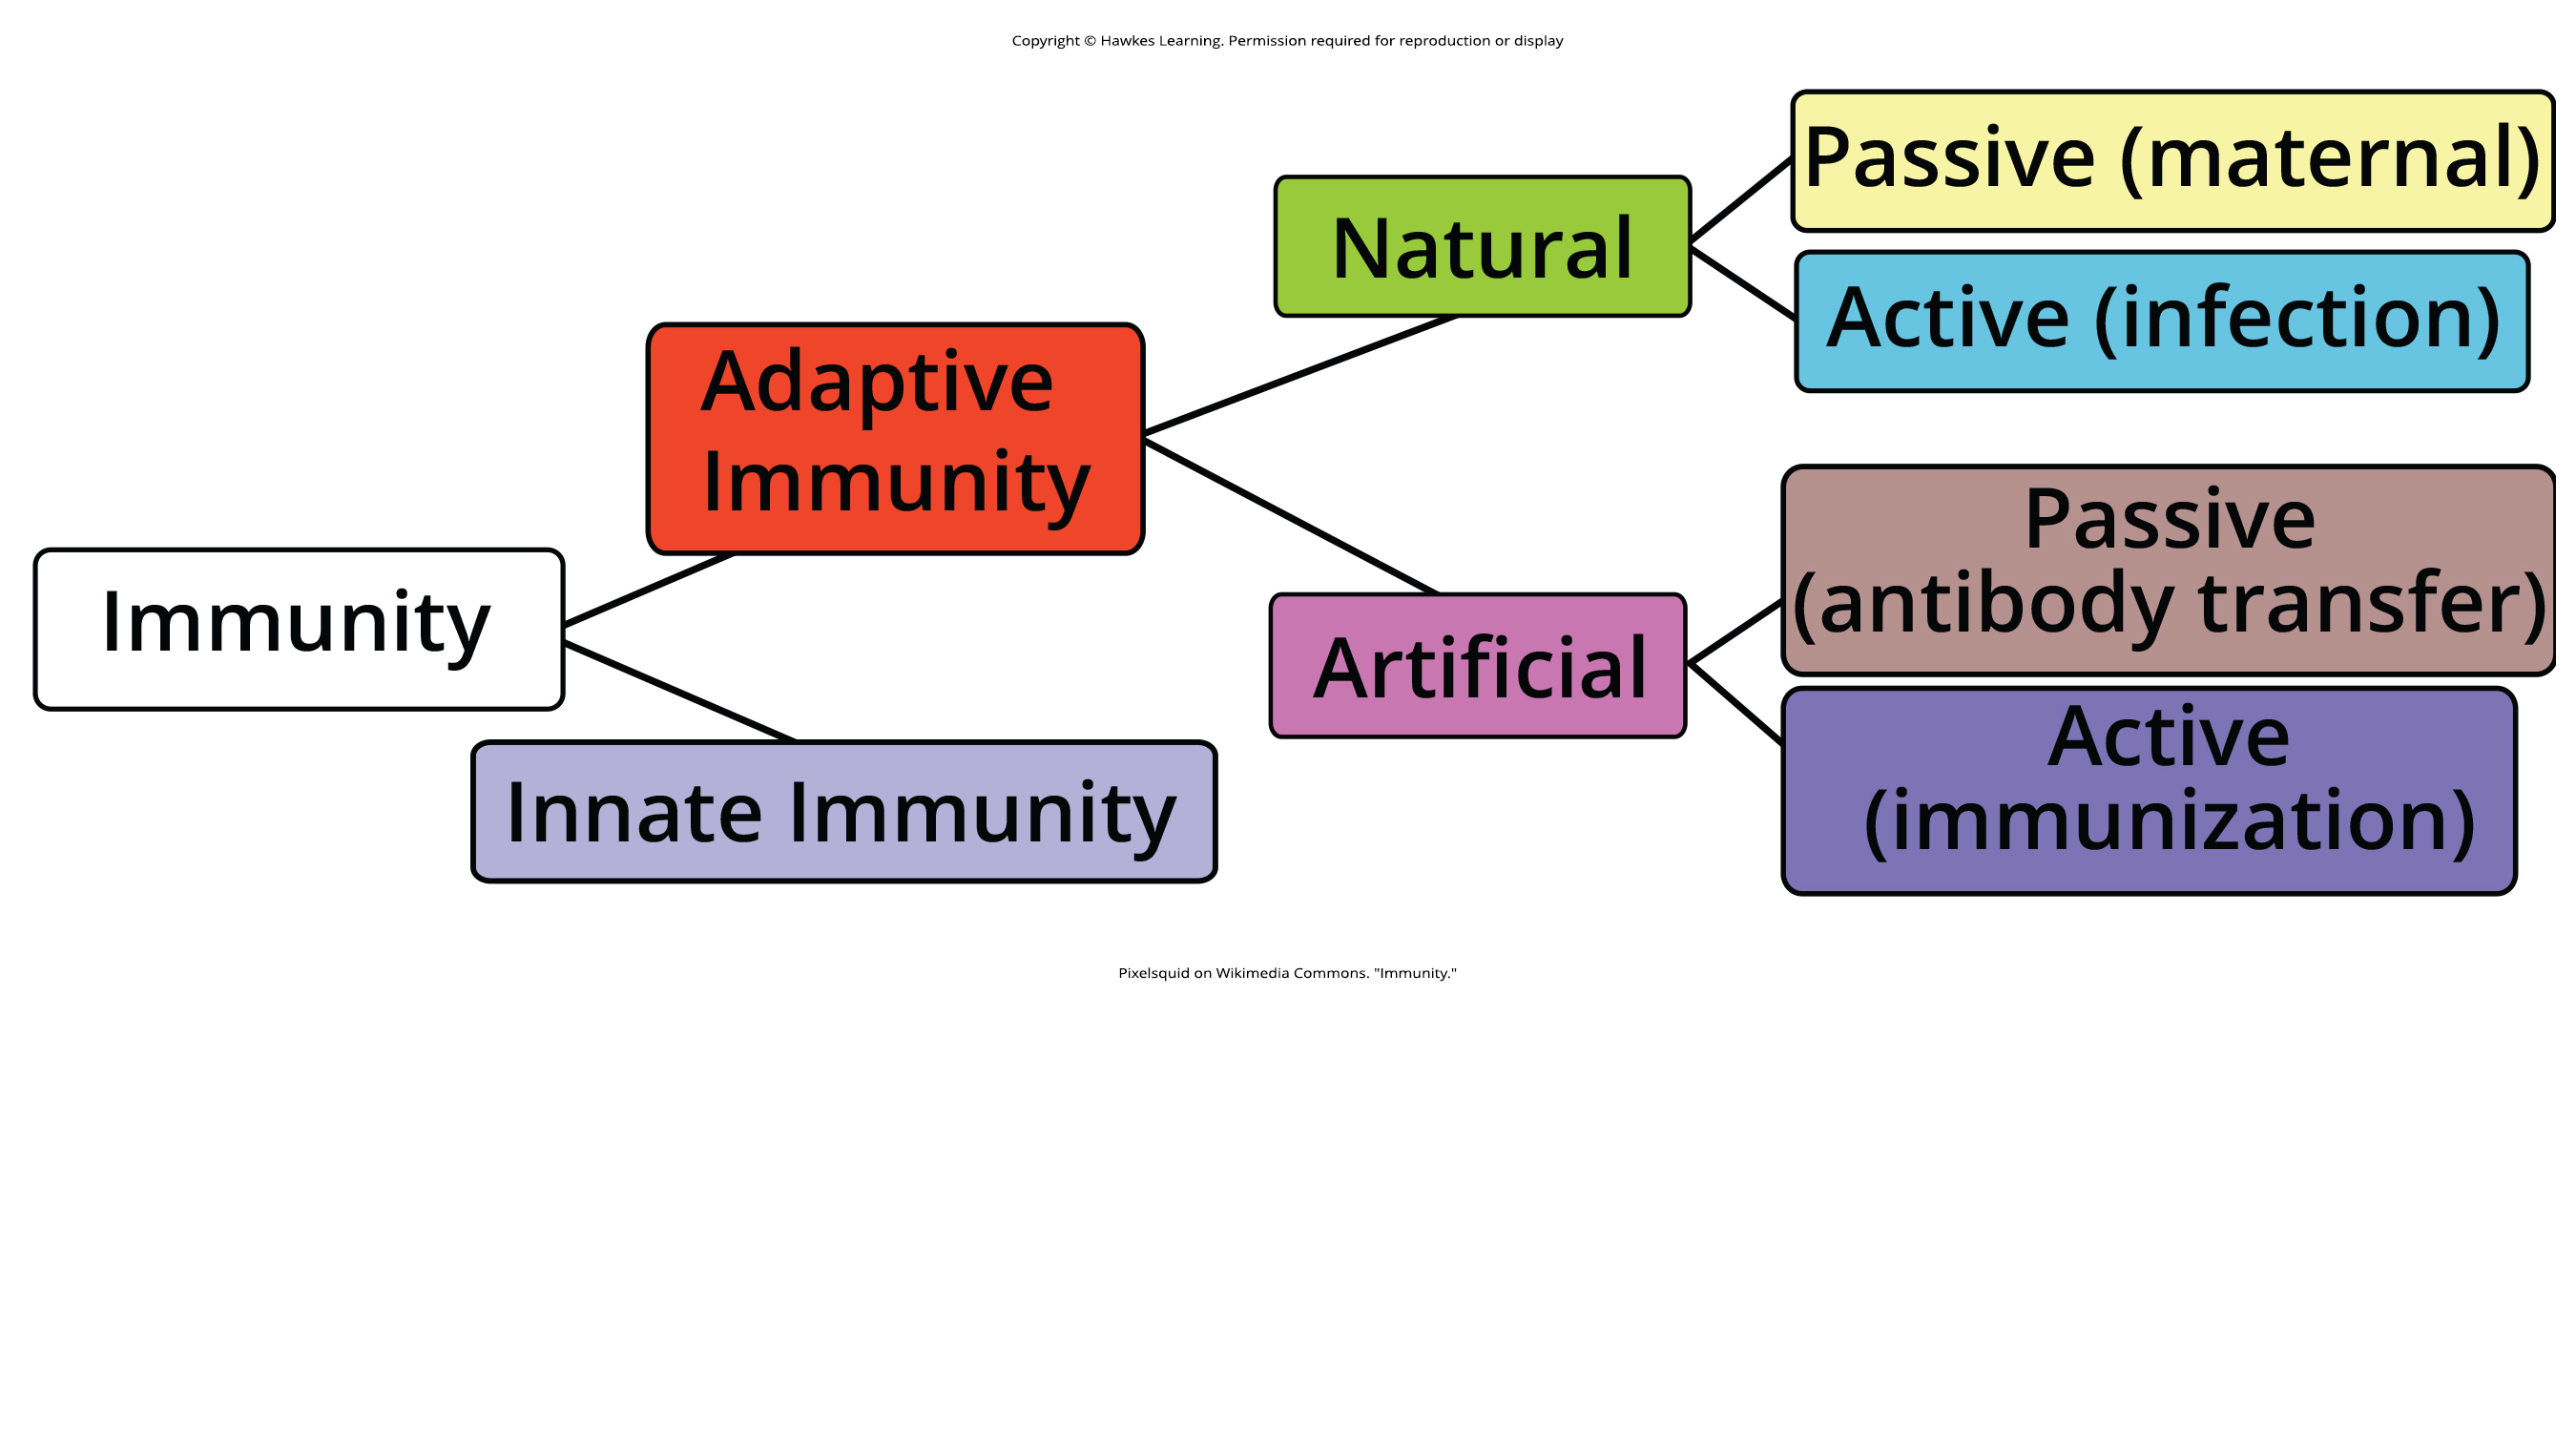 Copyright © Hawkes Learning. Permission required for reproduction or display
Passive (maternal)
Natural
Active (infection)
Adaptive
Immunity
Passive
(antibody transfer)
Immunity
Artificial
Active
(immunization)
Innate Immunity
Pixelsquid on Wikimedia Commons. "Immunity."